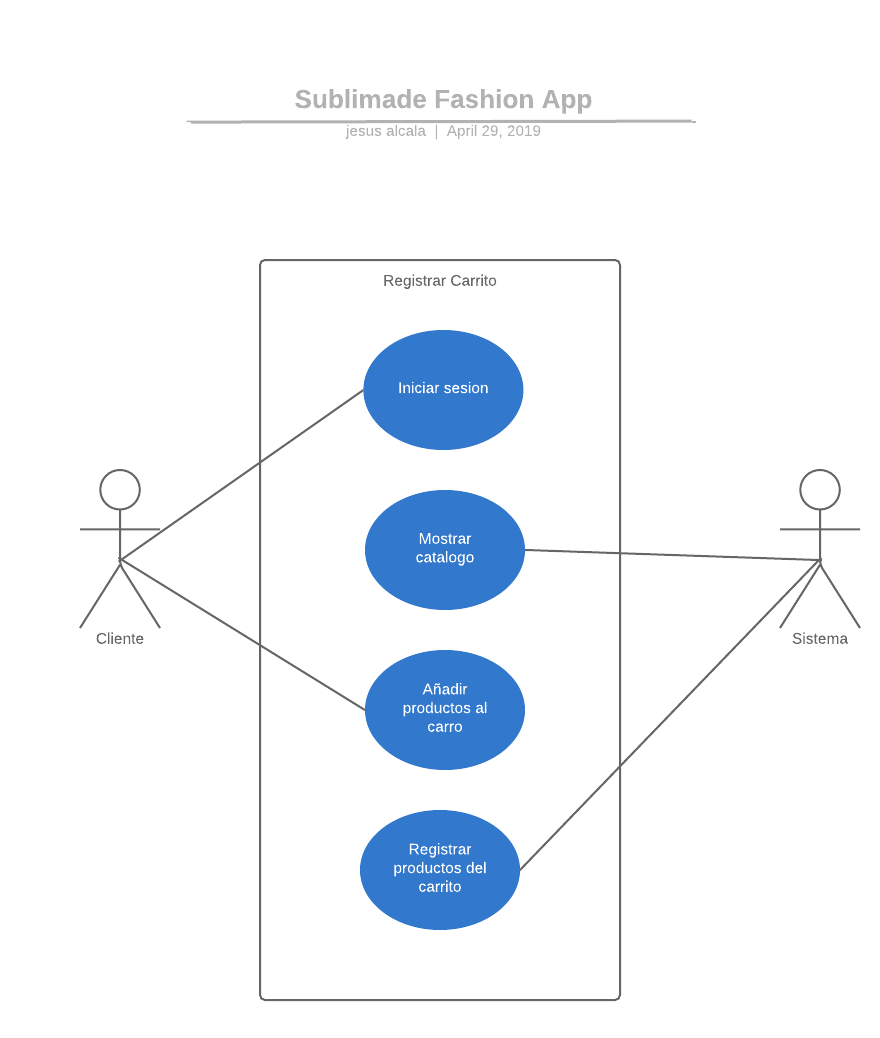 Sublimade Fashion App
jesus alcala | April 29, 2019
Registrar Carrito
Iniciar sesion
Mostrar
catalogo
Cliente
Sistema
Añadir
productos al
carro
Registrar
productos del
carrito